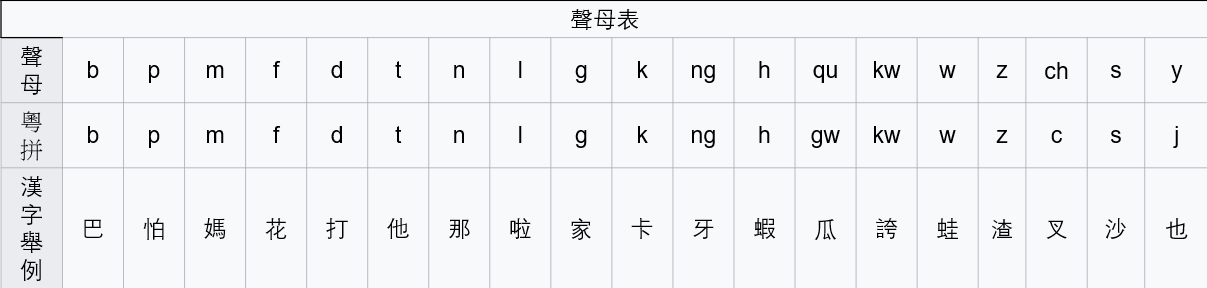 聲母表
聲母 b p m f d t n l g k ng h qu kw w z ch s y
粵拼 b p m f d t n l g k ng h gw kw w z c s j
漢字舉例 巴 怕 媽 花 打 他 那 啦 家 卡 牙 蝦 瓜 誇 蛙 渣 叉 沙 也